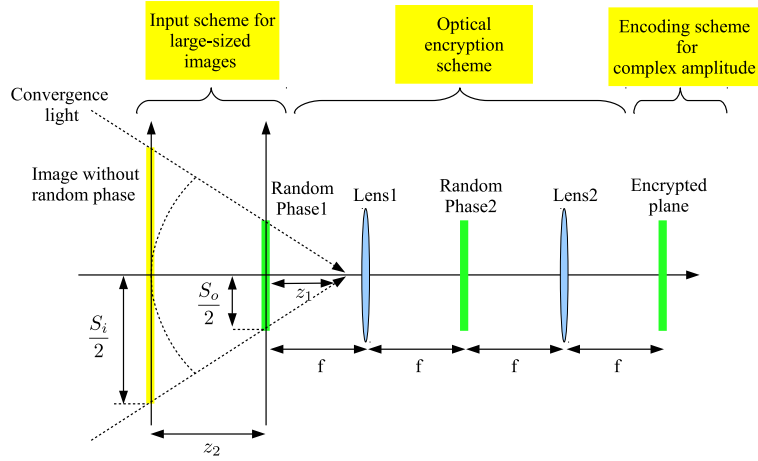 Input scheme for
large-sized
images
Optical
encryption
scheme
Encoding scheme
for
complex amplitude
Convergence
light
Image without
random phase
Random
Phase1
Lens1
Random
Phase2
Lens2
Encrypted
plane
S_i
2
S_o
2
z_1
f
f
f
f
z_2